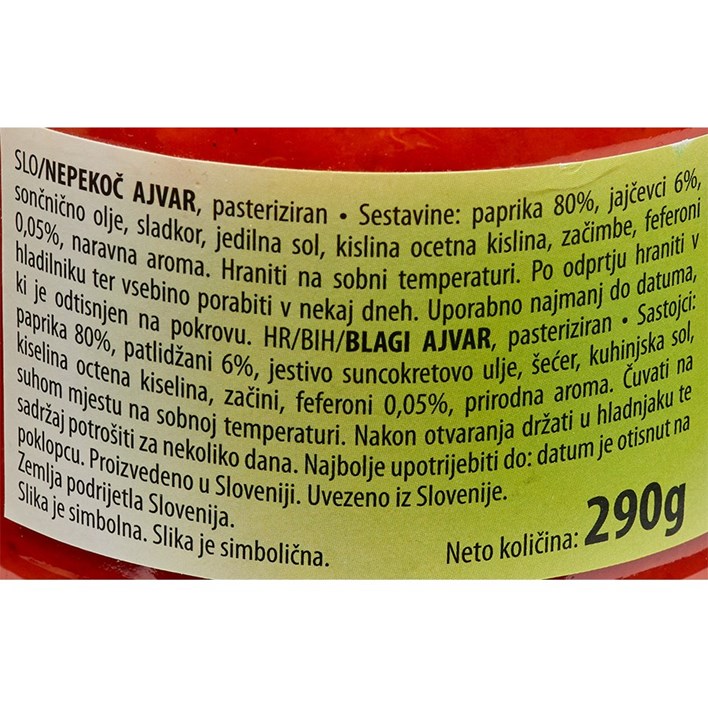 SLO/NEPEKOČ AJVAR, pasteriziran • Sestavine: paprika 80%, jajčevci 6%,
sončnično olje, sladkor, jedilna sol, kislina ocetna kislina, začimbe, feferoni
0,05%, naravna aroma. Hraniti na sobni temperaturi. Po odprtju hraniti v
hladilniku ter vsebino porabiti v nekaj dneh. Uporabno najmanj do datuma,
ki je odtisnjen na pokrovu. HR/BIH/BLAGI AJVAR, pasteriziran • Sastojci:
paprika 80%, patlidžani 6%, jestivo suncokretovo ulje, šećer, kuhinjska sol,
kiselina octena kiselina, začini, feferoni 0,05%, prirodna aroma. Čuvati na
suhom mjestu na sobnoj temperaturi. Nakon otvaranja držati u hladnjaku te
sadržaj potrošiti za nekoliko dana. Najbolje upotrijebiti do: datum je otisnut na
poklopcu. Proizvedeno u Sloveniji. Uvezeno iz Slovenije.
Zemlja podrijetla Slovenija.
Slika je simbolna. Slika je simbolična.
Neto količina: 290g